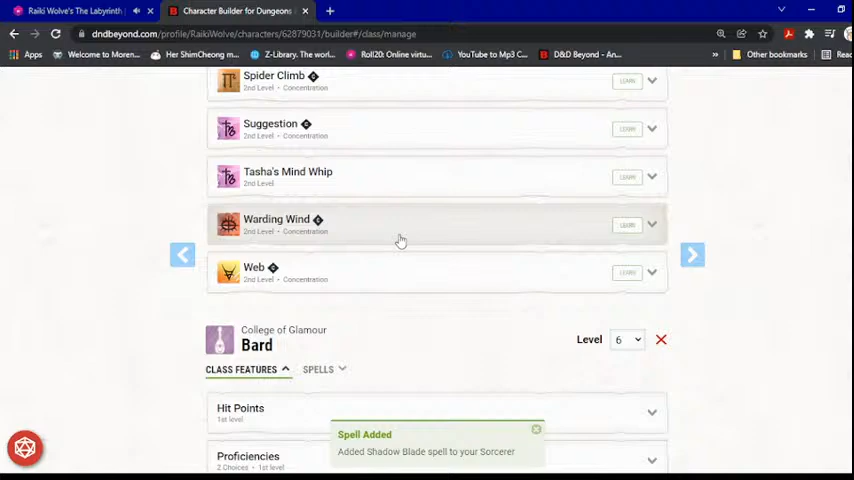 Raiki Wolve's The Labyrinth |
Character Builder for Dungeons
dndbeyond.com/profile/RaikiWolve/characters/62879031/builder#/class/manage
Apps
Welcome to Moren...
Her ShimCheong mo...
Z-Library. The worl...
Roll20: Online virtu...
YouTube to Mp3 C...
D&D Beyond - An...
»
Other bookmarks
Rea
Spider Climb
2nd Level • Concentration
LEARN
Suggestion
2nd Level • Concentration
LEARN
Tasha's Mind Whip
2nd Level
LEARN
Warding Wind
2nd Level • Concentration
LEARN
Web
2nd Level • Concentration
LEARN
College of Glamour
Bard
Level 6
CLASS FEATURES
SPELLS
Hit Points
1st level
Proficiencies
2 Choices • 1st level
Spell Added
Added Shadow Blade spell to your Sorcerer